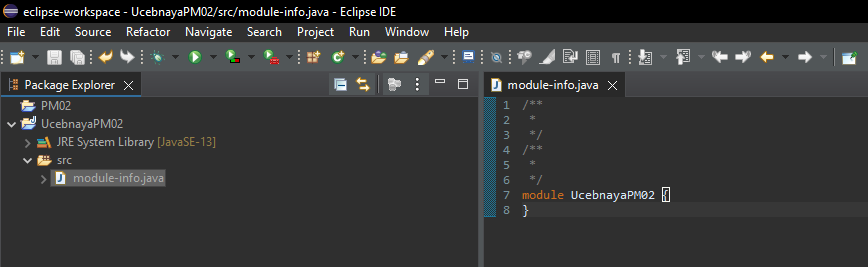 eclipse-workspace - UcebnayaPM02/src/module-info.java - Eclipse IDE
File Edit Source Refactor Navigate Search Project Run Window Help
Package Explorer
PM02
UcebnayaPM02
JRE System Library [JavaSE-13]
src
module-info.java
module-info.java
1 /**
2 *
3 */
4 /**
5 *
6 */
7 module UcebnayaPM02 {
8 }